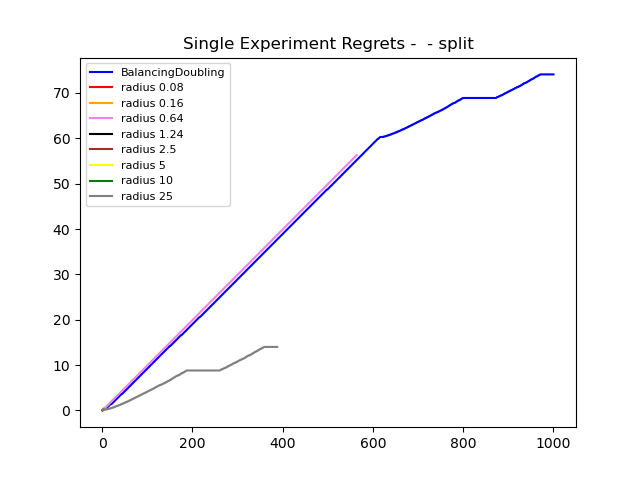 Single Experiment Regrets -  - split
BalancingDoubling
radius 0.08
radius 0.16
radius 0.64
radius 1.24
radius 2.5
radius 5
radius 10
radius 25
70
60
50
40
30
20
10
0
0 200 400 600 800 1000